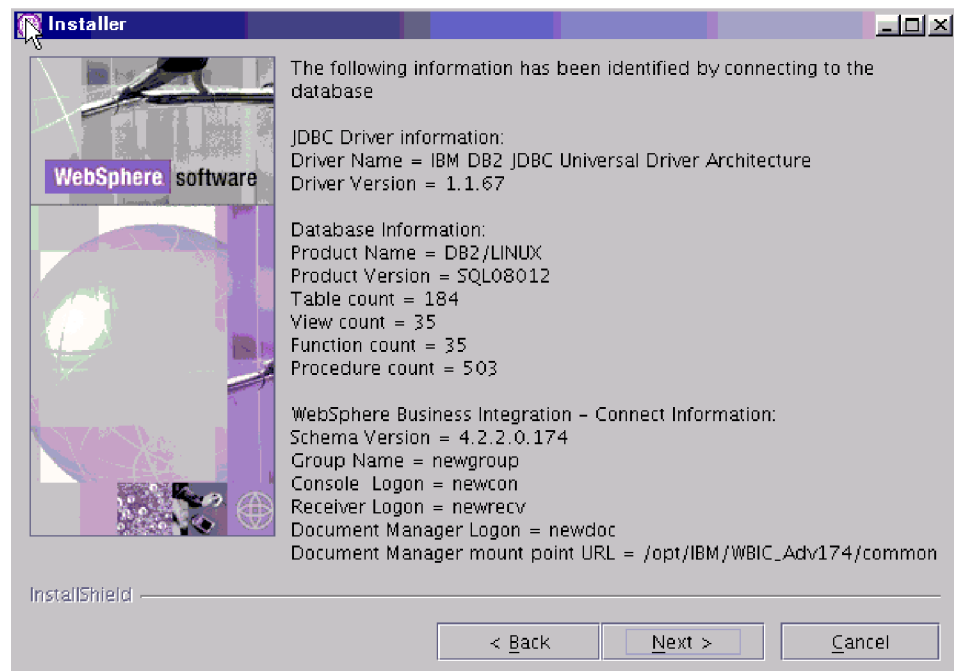 Installer
The following information has been identified by connecting to the
database
JDBC Driver information:
Driver Name = IBM DB2 JDBC Universal Driver Architecture
Driver Version = 1.1.67
WebSphere software
Database Information:
Product Name = DB2/LINUX
Product Version = SQL08012
Table count = 184
View count = 35
Function count = 35
Procedure count = 503
WebSphere Business Integration – Connect Information:
Schema Version = 4.2.2.0.174
Group Name = newgroup
Console  Logon = newcon
Receiver Logon = newrecv
Document Manager Logon = newdoc
Document Manager mount point URL = /opt/IBM/WBIC_Adv174/common
InstallShield
< Back
Next >
Cancel